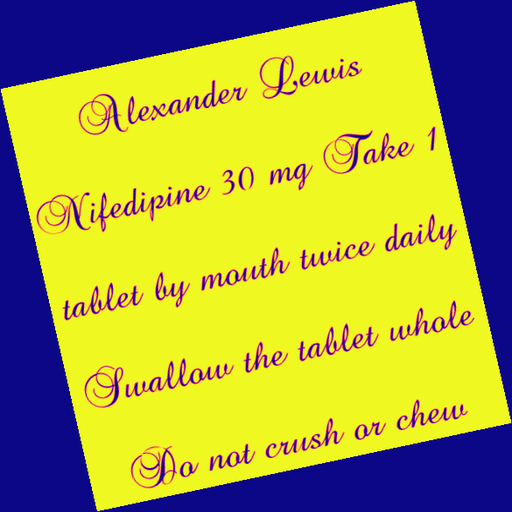 Alexander Lewis
Nifedipine 30 mg Take 1
tablet by mouth twice daily
Swallow the tablet whole
Do not crush or chew